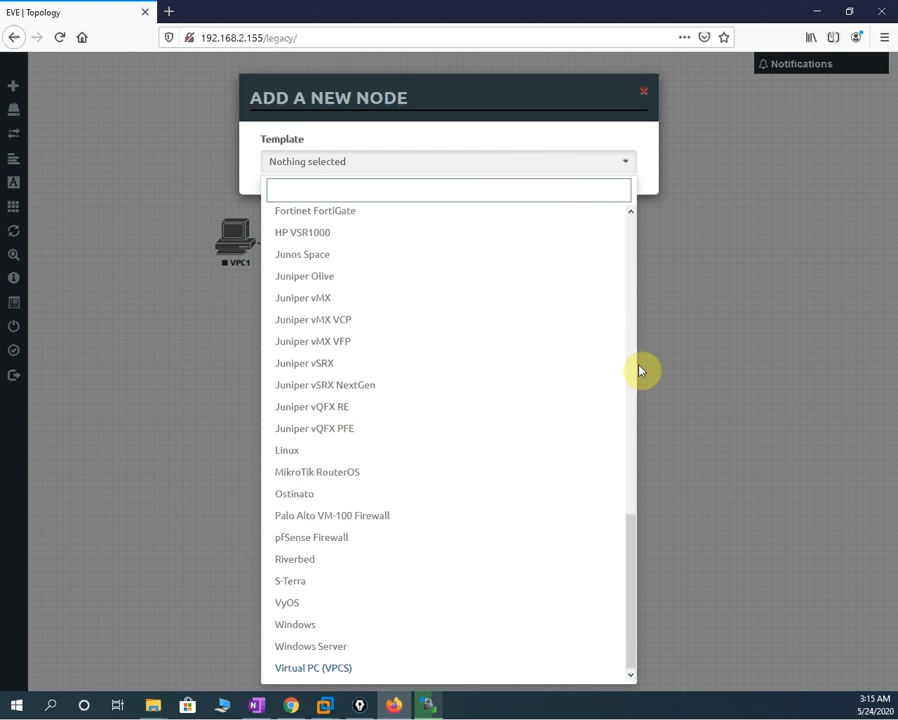 EVE | Topology
192.168.2.155/legacy/
Notifications
ADD A NEW NODE
Template
Nothing selected
Fortinet FortiGate
HP VSR1000
Junos Space
Juniper Olive
Juniper vMX
Juniper vMX VCP
Juniper vMX VFP
Juniper vSRX
Juniper vSRX NextGen
Juniper vQFX RE
Juniper vQFX PFE
Linux
MikroTik RouterOS
Ostinato
Palo Alto VM-100 Firewall
pfSense Firewall
Riverbed
S-Terra
VyOS
Windows
Windows Server
Virtual PC (VPCS)
VPC1
3:15 AM
5/24/2020